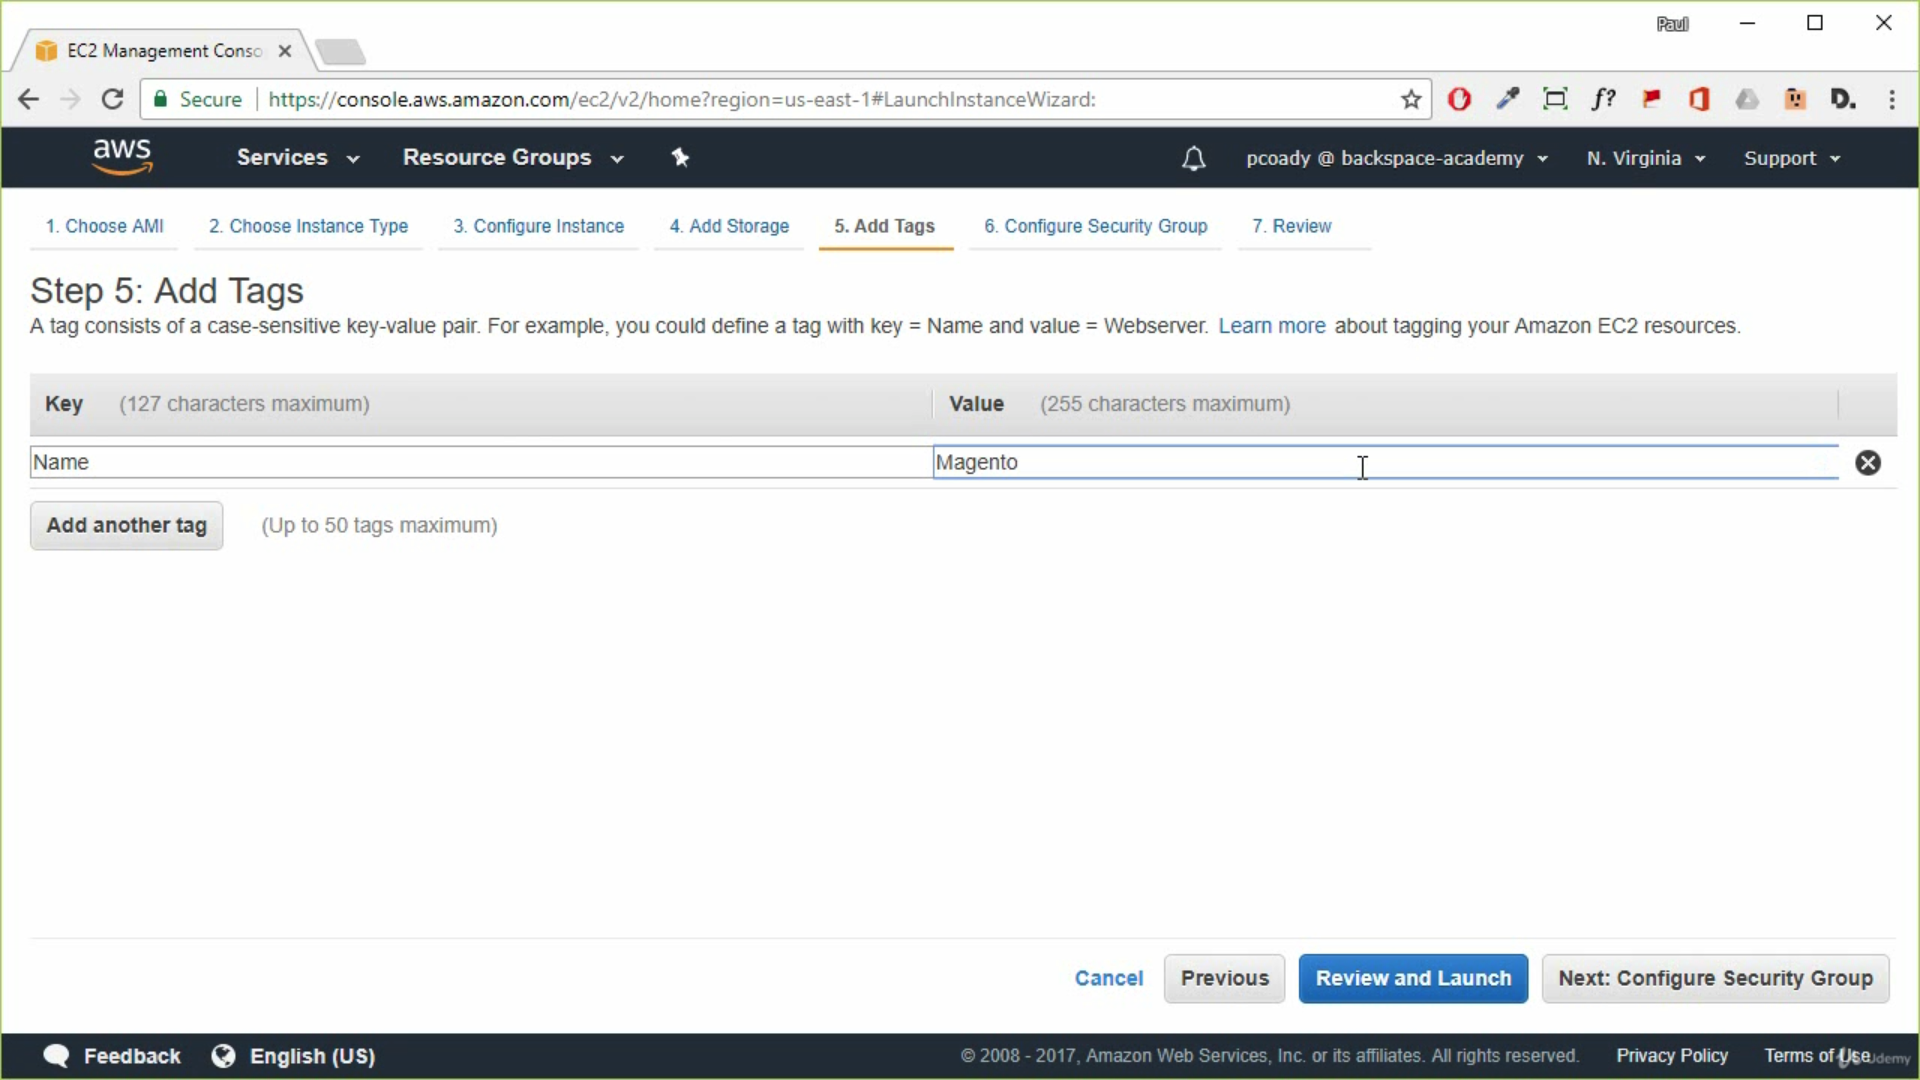 Paul
EC2 Management Conso
Secure https://console.aws.amazon.com/ec2/v2/home?region=us-east-1#LaunchInstanceWizard:
f?
D.
aws Services Resource Groups pcoady @ backspace-academy N. Virginia Support
1. Choose AMI 2. Choose Instance Type 3. Configure Instance 4. Add Storage 5. Add Tags 6. Configure Security Group 7. Review
Step 5: Add Tags
A tag consists of a case-sensitive key-value pair. For example, you could define a tag with key = Name and value = Webserver. Learn more about tagging your Amazon EC2 resources.
Key (127 characters maximum) Value (255 characters maximum)
Name Magento
Add another tag (Up to 50 tags maximum)
Cancel Previous Review and Launch Next: Configure Security Group
Feedback English (US) © 2008 - 2017, Amazon Web Services, Inc. or its affiliates. All rights reserved. Privacy Policy Terms of Use
Udemy